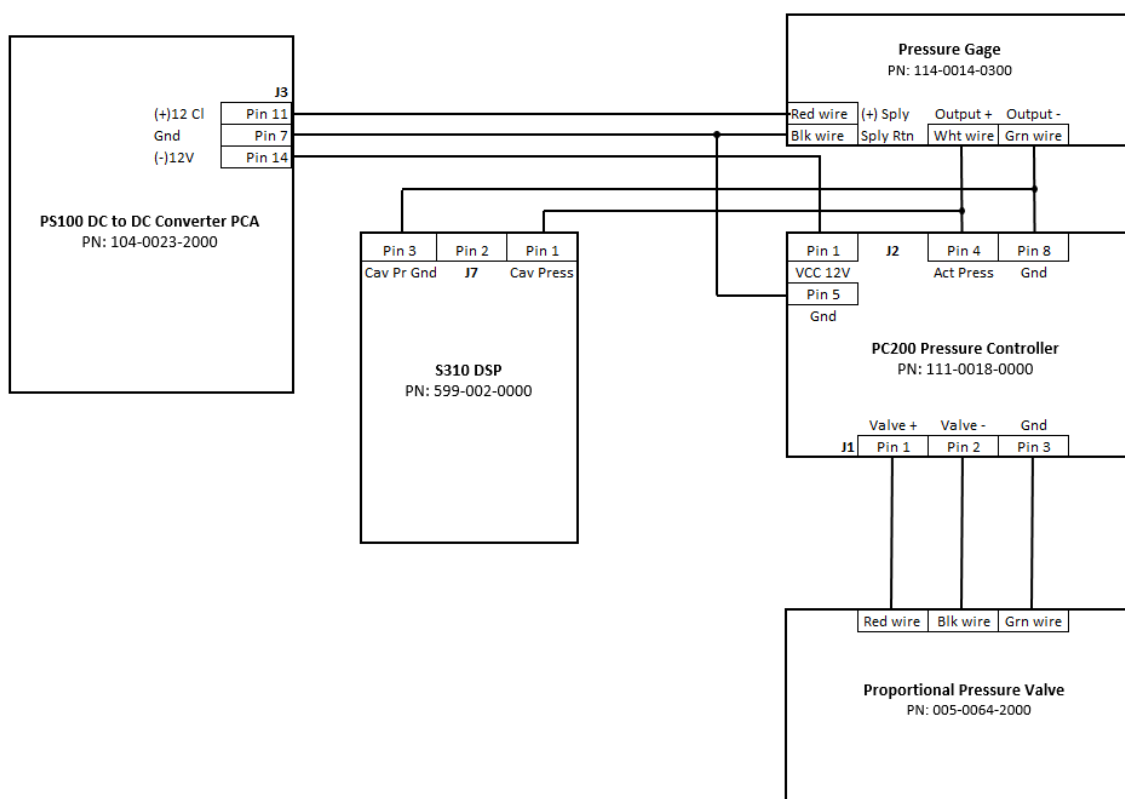 Pressure Gage
PN: 114-0014-0300
J3
(+)12 Cl Pin 11
Gnd Pin 7
(-)12V Pin 14
Red wire (+) Sply Output + Output -
Blk wire Sply Rtn Wht wire Grn wire
PS100 DC to DC Converter PCA
PN: 104-0023-2000
Pin 3 Pin 2 Pin 1
Cav Pr Gnd J7 Cav Press
S310 DSP
PN: 599-002-0000
Pin 1 J2 Pin 4 Pin 8
VCC 12V Act Press Gnd
Pin 5
Gnd
PC200 Pressure Controller
PN: 111-0018-0000
Valve + Valve - Gnd
J1 Pin 1 Pin 2 Pin 3
Red wire Blk wire Grn wire
Proportional Pressure Valve
PN: 005-0064-2000